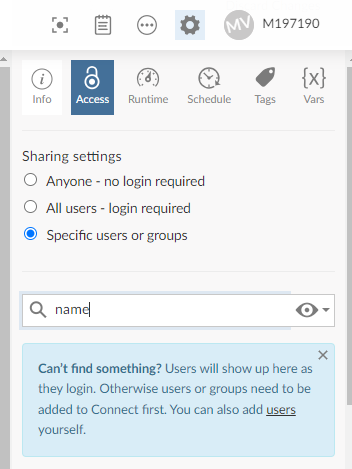 MV M197190
Info Access Runtime Schedule Tags Vars
Sharing settings
Anyone - no login required
All users - login required
Specific users or groups
name
Can't find something? Users will show up here as
they login. Otherwise users or groups need to be
added to Connect first. You can also add users
yourself.